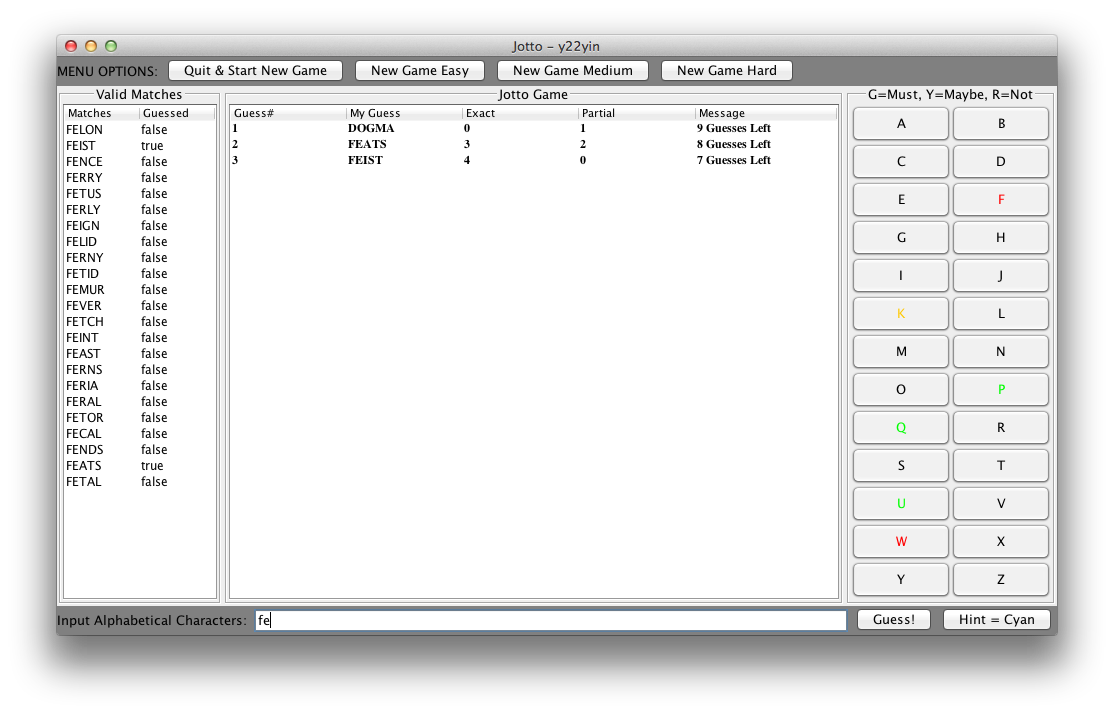 Jotto - y22yin
MENU OPTIONS: Quit & Start New Game New Game Easy New Game Medium New Game Hard
Valid Matches
Matches Guessed
FELON false
FEIST true
FENCE false
FERRY false
FETUS false
FERLY false
FEIGN false
FELID false
FERNY false
FETID false
FEMUR false
FEVER false
FETCH false
FEINT false
FEAST false
FERNS false
FERIA false
FERAL false
FETOR false
FECAL false
FENDS false
FEATS true
FETAL false
Jotto Game
Guess# My Guess Exact Partial Message
1 DOGMA 0 1 9 Guesses Left
2 FEATS 3 2 8 Guesses Left
3 FEIST 4 0 7 Guesses Left
G=Must, Y=Maybe, R=Not
A B
C D
E F
G H
I J
K L
M N
O P
Q R
S T
U V
W X
Y Z
Input Alphabetical Characters: fe Guess! Hint = Cyan